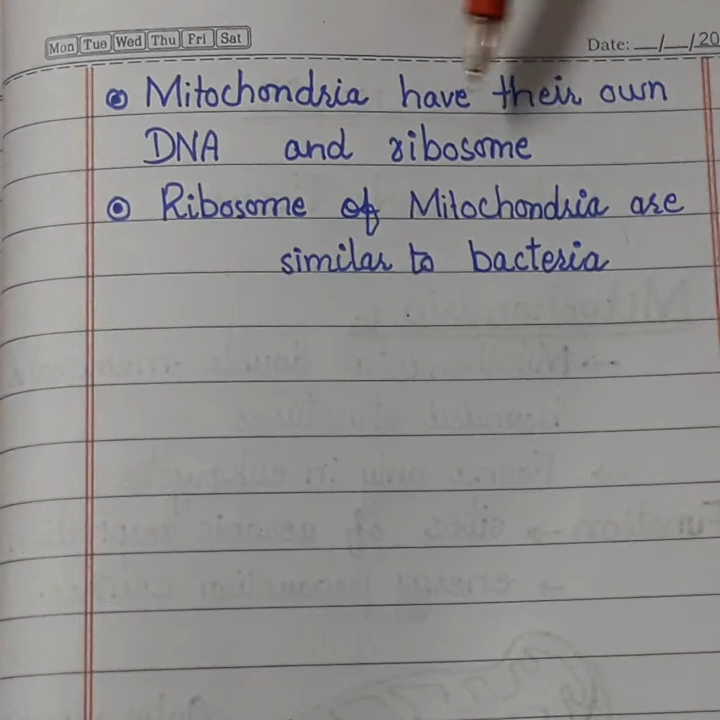 Mon Tue Wed Thu Fri Sat
Date: __/__/20
Mitochondria have their own
DNA and ribosome
Ribosome of Mitochondria are
similar to bacteria